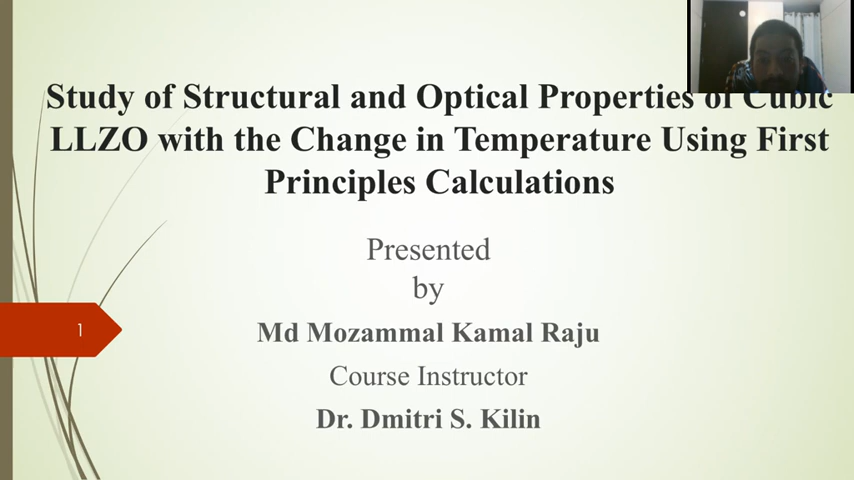 Study of Structural and Optical Properties of Cubic
LLZO with the Change in Temperature Using First
Principles Calculations
Presented
by
Md Mozammal Kamal Raju
1
Course Instructor
Dr. Dmitri S. Kilin